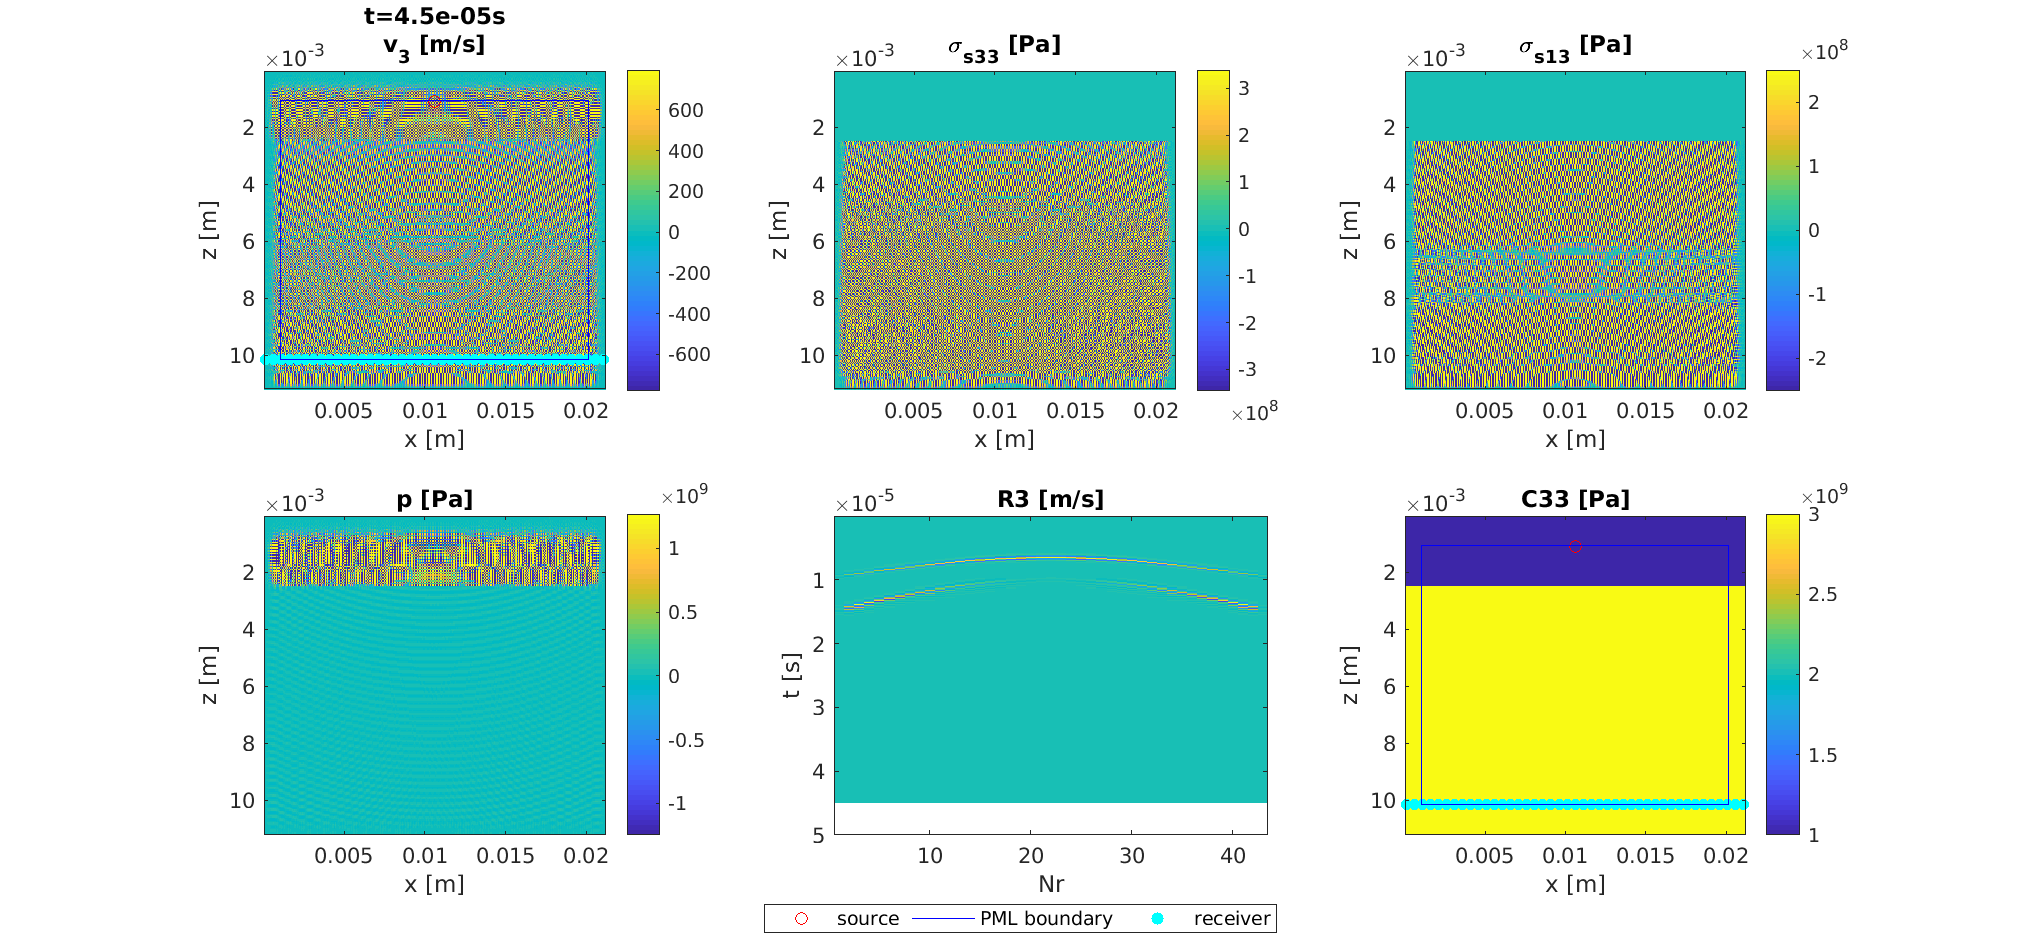 t=4.5e-05s
v3 [m/s]
×10-3
2
4
6
8
10
z [m]
0.005 0.01 0.015 0.02
x [m]
600
400
200
0
-200
-400
-600
σs33 [Pa]
×10-3
2
4
6
8
10
z [m]
0.005 0.01 0.015 0.02
x [m]
3
2
1
0
-1
-2
-3
×108
σs13 [Pa]
×10-3
2
4
6
8
10
z [m]
0.005 0.01 0.015 0.02
x [m]
×108
2
1
0
-1
-2
p [Pa]
×10-3
2
4
6
8
10
z [m]
0.005 0.01 0.015 0.02
x [m]
×109
1
0.5
0
-0.5
-1
R3 [m/s]
×10-5
1
2
3
4
5
t [s]
10 20 30 40
Nr
C33 [Pa]
×10-3
2
4
6
8
10
z [m]
0.005 0.01 0.015 0.02
x [m]
×109
3
2.5
2
1.5
1
source PML boundary receiver